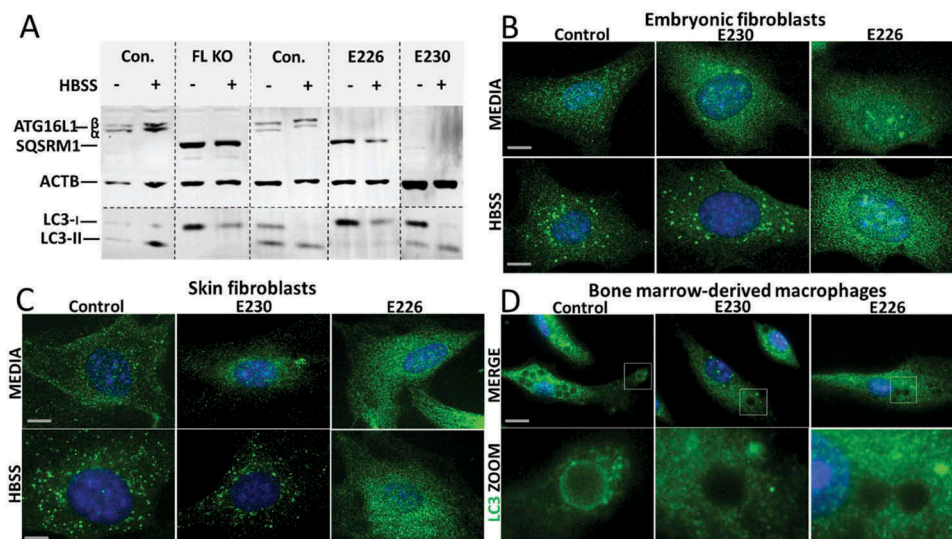 A
Con. FL KO Con. E226 E230
HBSS - + - + - + - + - +
ATG16L1 β
α
SQSRM1
ACTB
LC3-I
LC3-II
B
Embryonic fibroblasts
Control E230 E226
MEDIA
HBSS
C
Skin fibroblasts
Control E230 E226
MEDIA
HBSS
D
Bone marrow-derived macrophages
Control E230 E226
MERGE
LC3 ZOOM